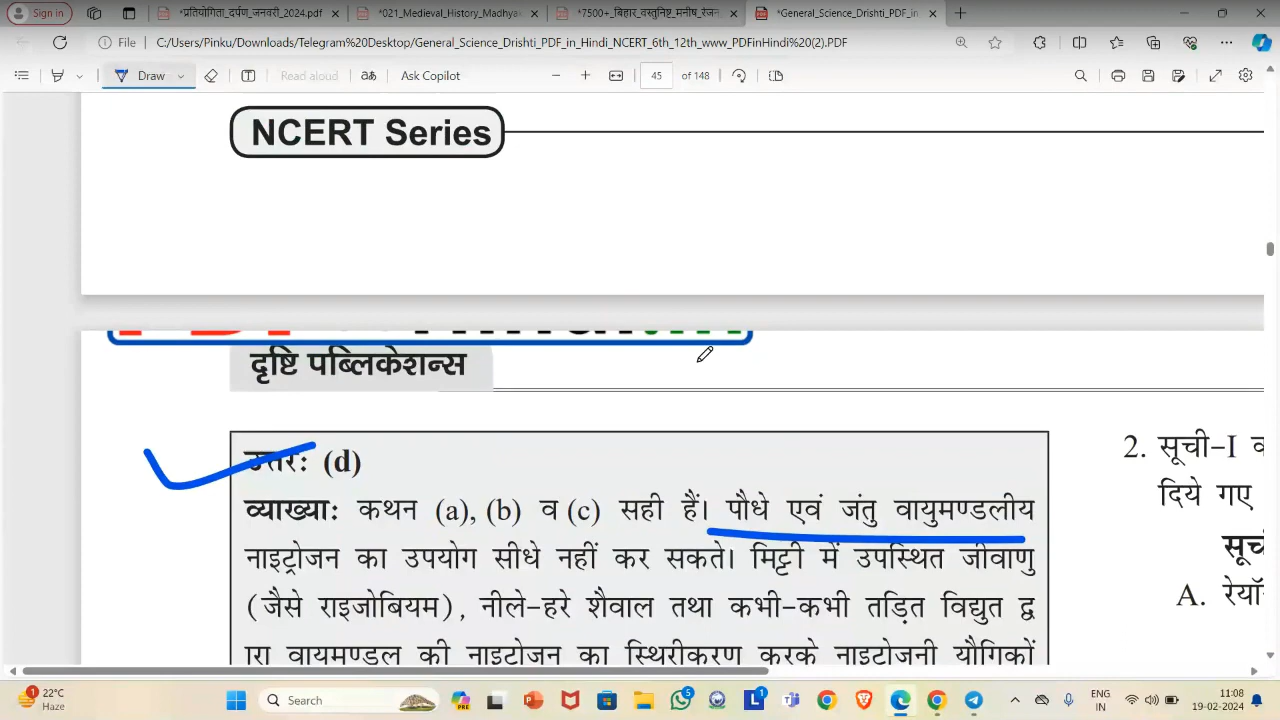 Sign in
*प्रतियोगिता_दर्पण_जनवरी_2024.pdf
*021_Medieval_History_Madhyak
*7500+_बिहार_वस्तुनिष्ठ_मनीष_रंजन
*General_Science_Drishti_PDF_in
File C:/Users/Pinku/Downloads/Telegram%20Desktop/General_Science_Drishti_PDF_in_Hindi_NCERT_6th_12th_www_PDFinHindi%20(2).PDF
Draw Read aloud Ask Copilot 45 of 148
NCERT Series
दृष्टि पब्लिकेशन्स
उत्तरः (d)
व्याख्याः कथन (a), (b) व (c) सही हैं। पौधे एवं जंतु वायुमण्डलीय
नाइट्रोजन का उपयोग सीधे नहीं कर सकते। मिट्टी में उपस्थित जीवाणु
(जैसे राइजोबियम), नीले-हरे शैवाल तथा कभी-कभी तड़ित विद्युत द्व
ारा वायुमण्डल की नाइट्रोजन का स्थिरीकरण करके नाइट्रोजनी यौगिकों
2. सूची-I
दिये गए
A.
22°C
Haze
Search
ENG
IN
11:08
19-02-2024